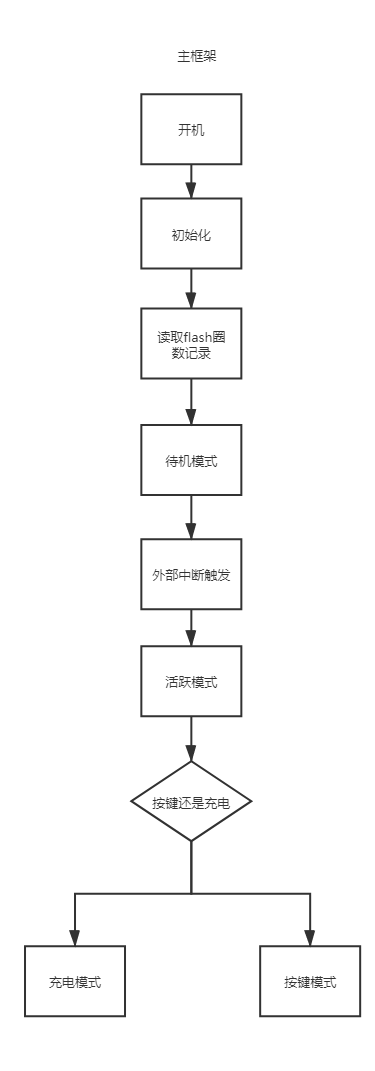 主框架
开机
初始化
读取flash圈
数记录
待机模式
外部中断触发
活跃模式
按键还是充电
充电模式
按键模式